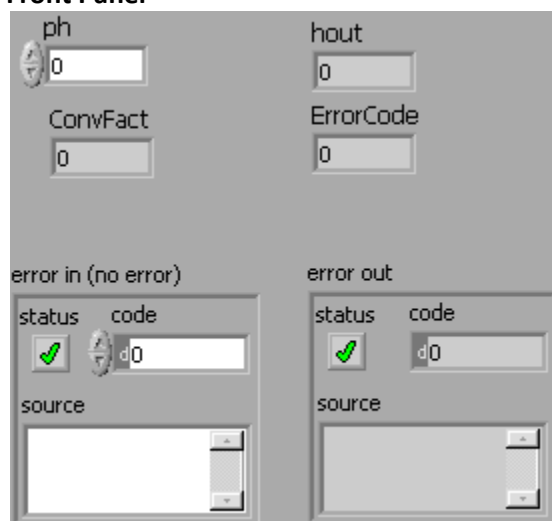 Front Panel
ph
hout
0
0
ConvFact
ErrorCode
0
0
error in (no error)
error out
status code
status code
d0
d0
source
source